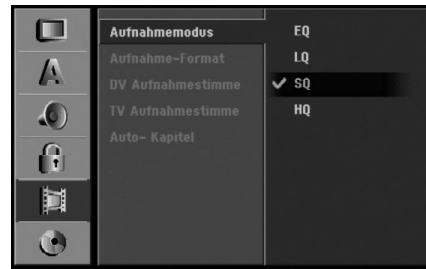 Aufnahmemodus
Aufnahme-Format
DV Aufnahmestimme
TV Aufnahmestimme
Auto- Kapitel
EQ
LQ
SQ
HQ
A